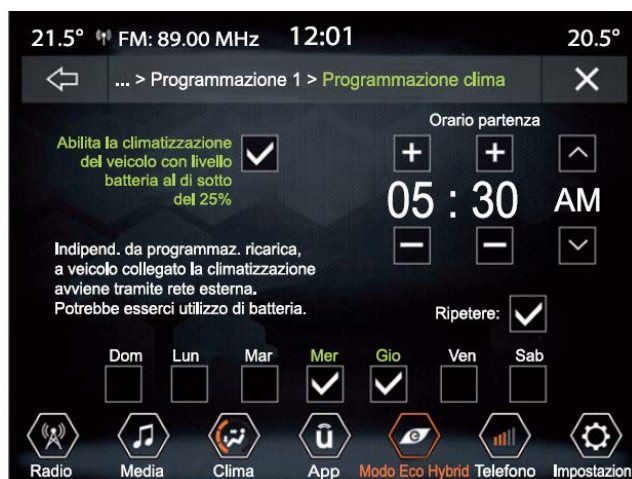 21.5° FM: 89.00 MHz 12:01 20.5°
... > Programmazione 1 > Programmazione clima
Orario partenza
Abilita la climatizzazione
del veicolo con livello
batteria al di sotto
del 25%
05 : 30 AM
Indipend. da programmaz. ricarica,
a veicolo collegato la climatizzazione
avviene tramite rete esterna.
Potrebbe esserci utilizzo di batteria.
Ripetere:
Dom Lun Mar Mer Gio Ven Sab
Radio Media Clima App Modo Eco Hybrid Telefono Impostazion